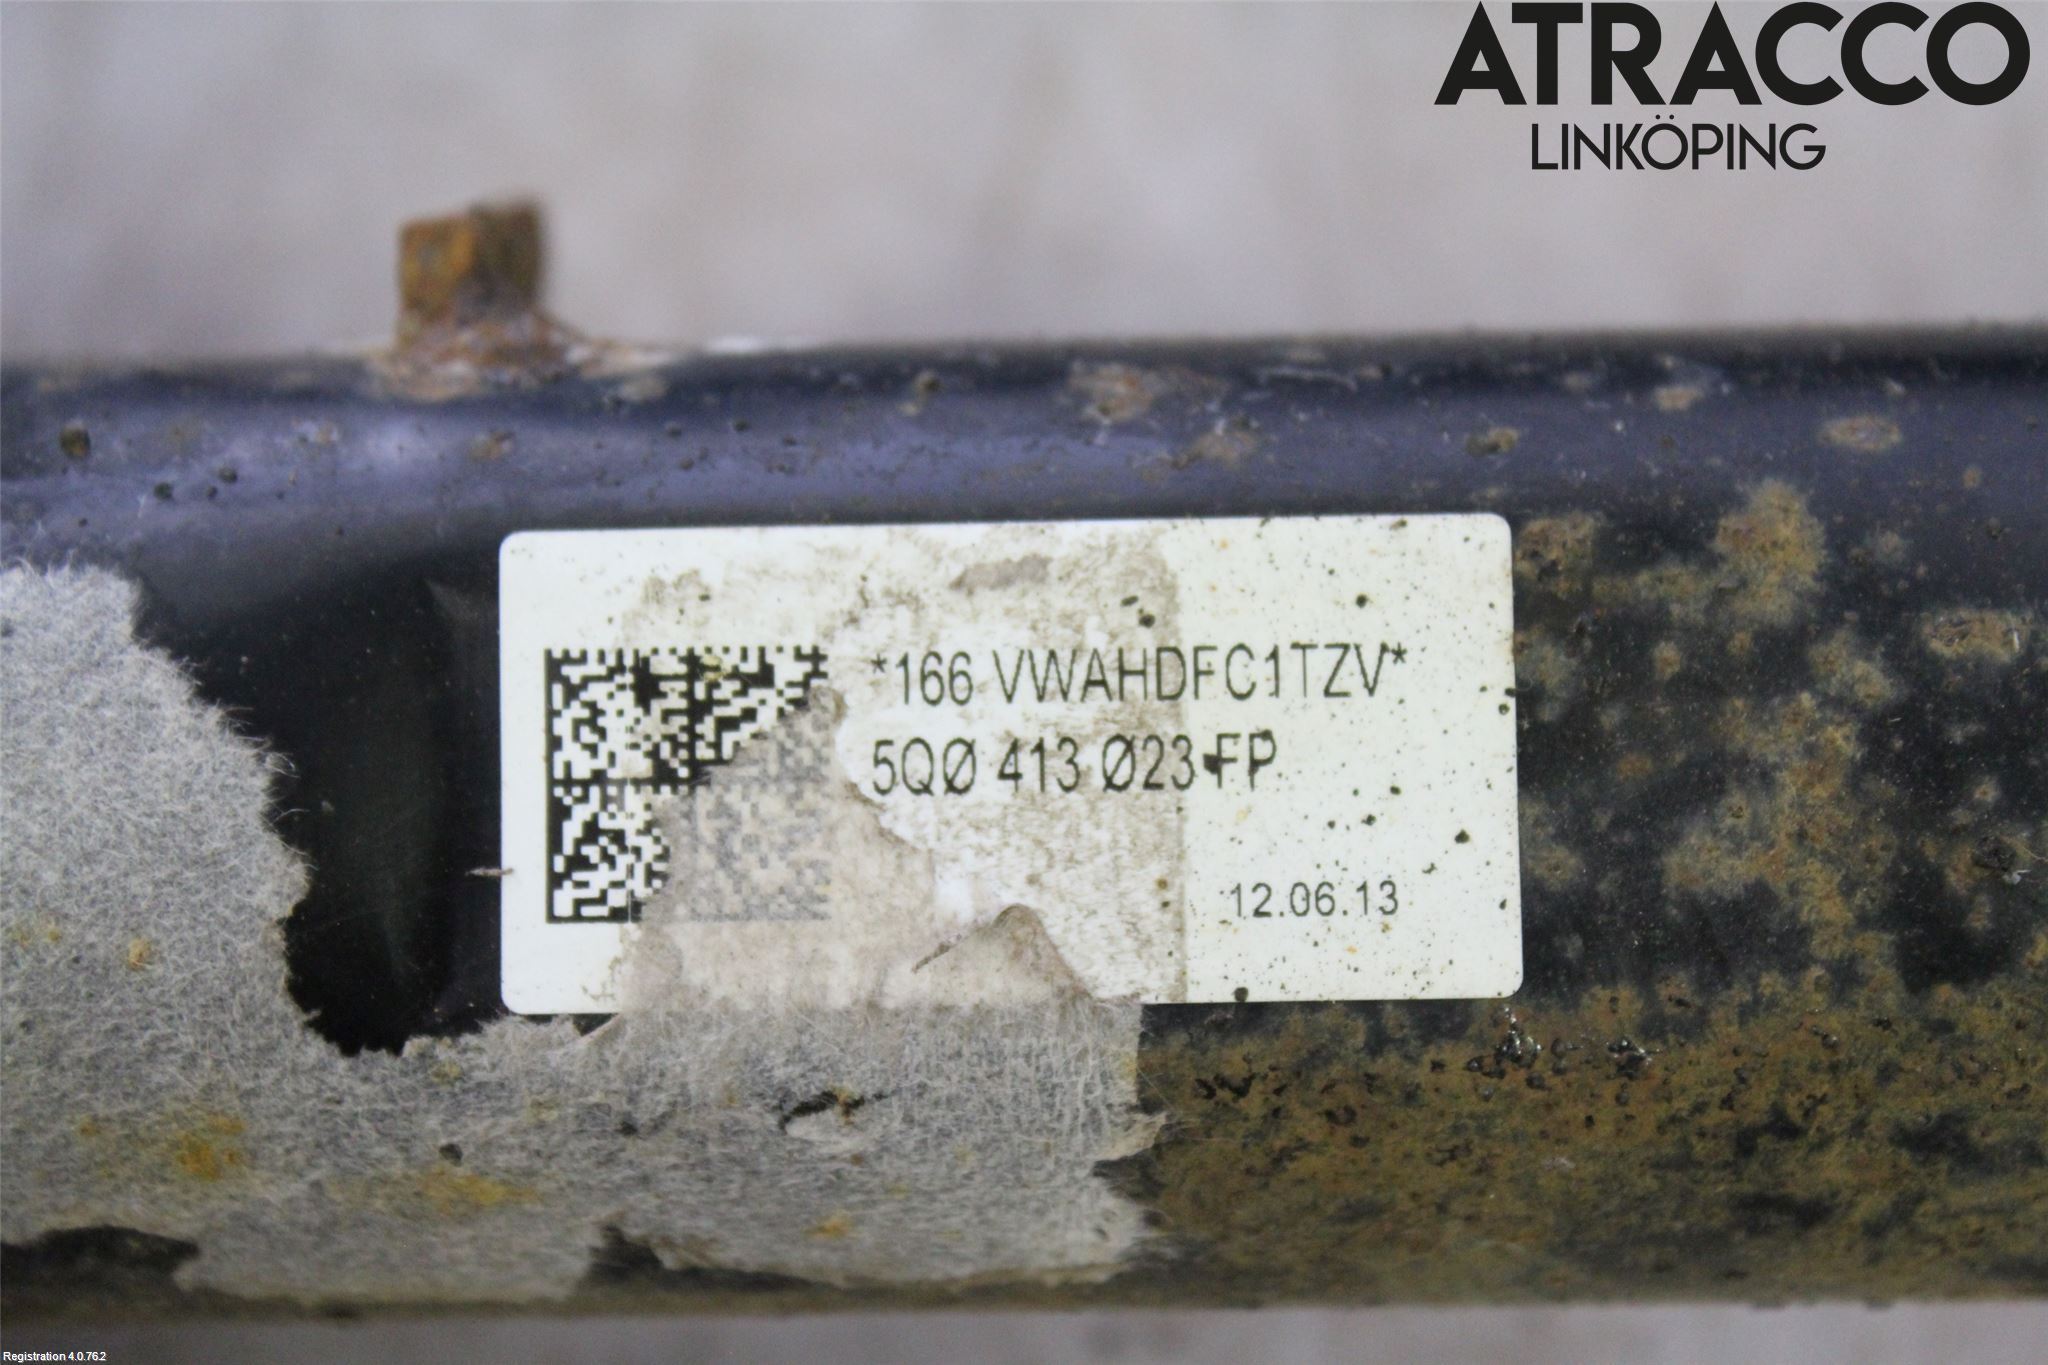 ATRACCO
LINKÖPING
*166 VWAHDFC1TZV*
5QØ 413 Ø23 FP
12.06.13
Registration 4.0.76.2